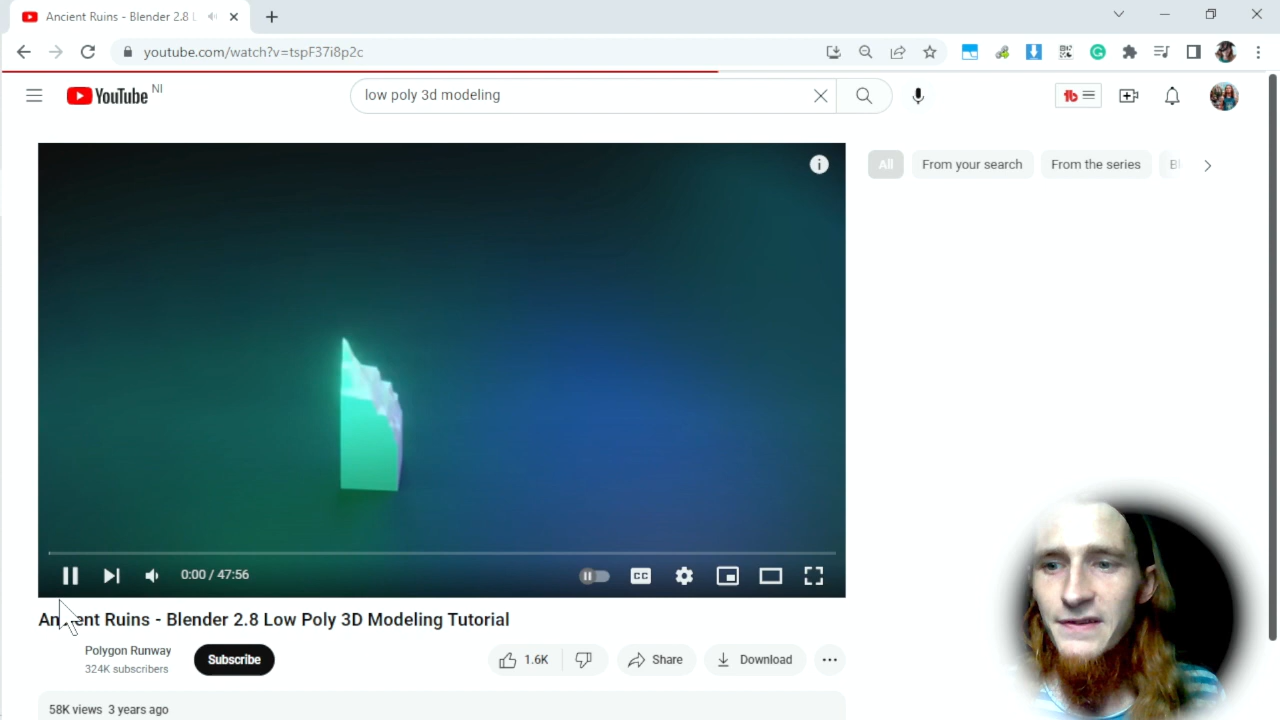 Ancient Ruins - Blender 2.8 L
youtube.com/watch?v=tspF37i8p2c
YouTube NI
low poly 3d modeling
All
From your search
From the series
Bl
CC
0:00 / 47:56
Ancient Ruins - Blender 2.8 Low Poly 3D Modeling Tutorial
Polygon Runway
324K subscribers
Subscribe
1.6K
Share
Download
58K views 3 years ago